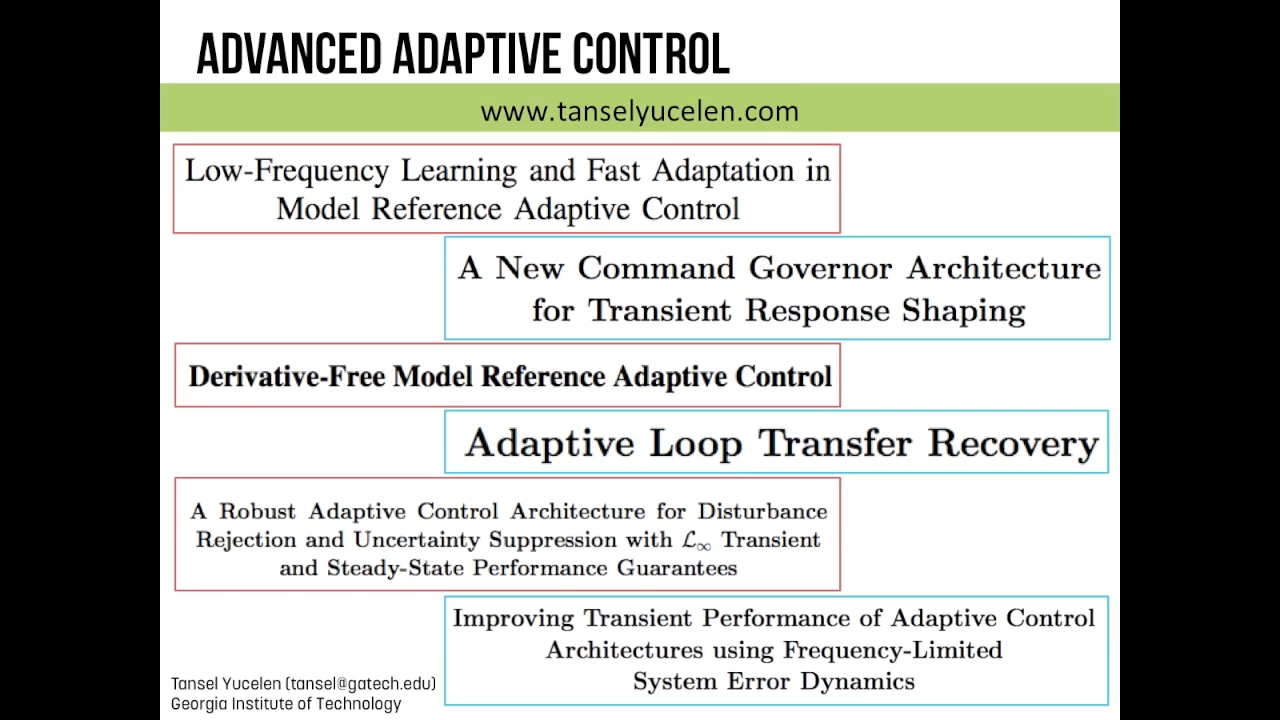 ADVANCED ADAPTIVE CONTROL
www.tanselyucelen.com
Low-Frequency Learning and Fast Adaptation in
Model Reference Adaptive Control
A New Command Governor Architecture
for Transient Response Shaping
Derivative-Free Model Reference Adaptive Control
Adaptive Loop Transfer Recovery
A Robust Adaptive Control Architecture for Disturbance
Rejection and Uncertainty Suppression with ℒ∞ Transient
and Steady-State Performance Guarantees
Improving Transient Performance of Adaptive Control
Architectures using Frequency-Limited
System Error Dynamics
Tansel Yucelen (tansel@gatech.edu)
Georgia Institute of Technology